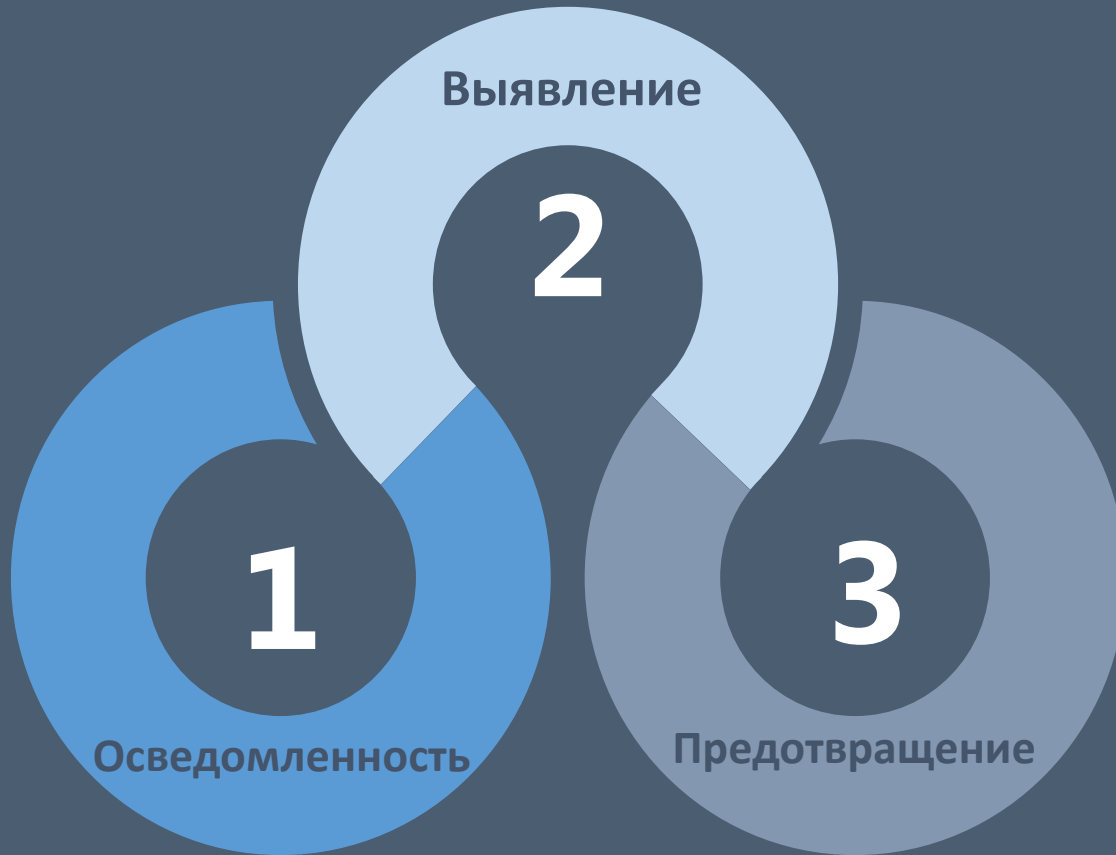 1
Осведомленность
2
Выявление
3
Предотвращение